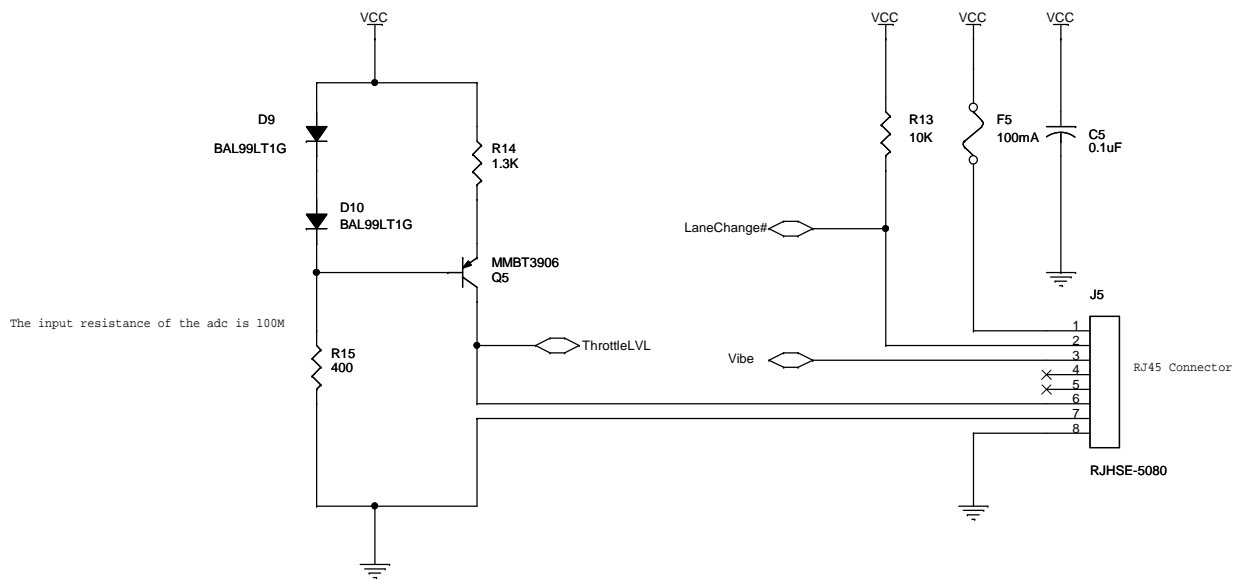 VCC
VCC
VCC
VCC
D9
BAL99LT1G
R14
1.3K
R13
10K
F5
100mA
C5
0.1uF
D10
BAL99LT1G
LaneChange#
MMBT3906
Q5
J5
The input resistance of the adc is 100M
ThrottleLVL
R15
400
Vibe
1
2
3
4
5
6
7
8
RJ45 Connector
RJHSE-5080